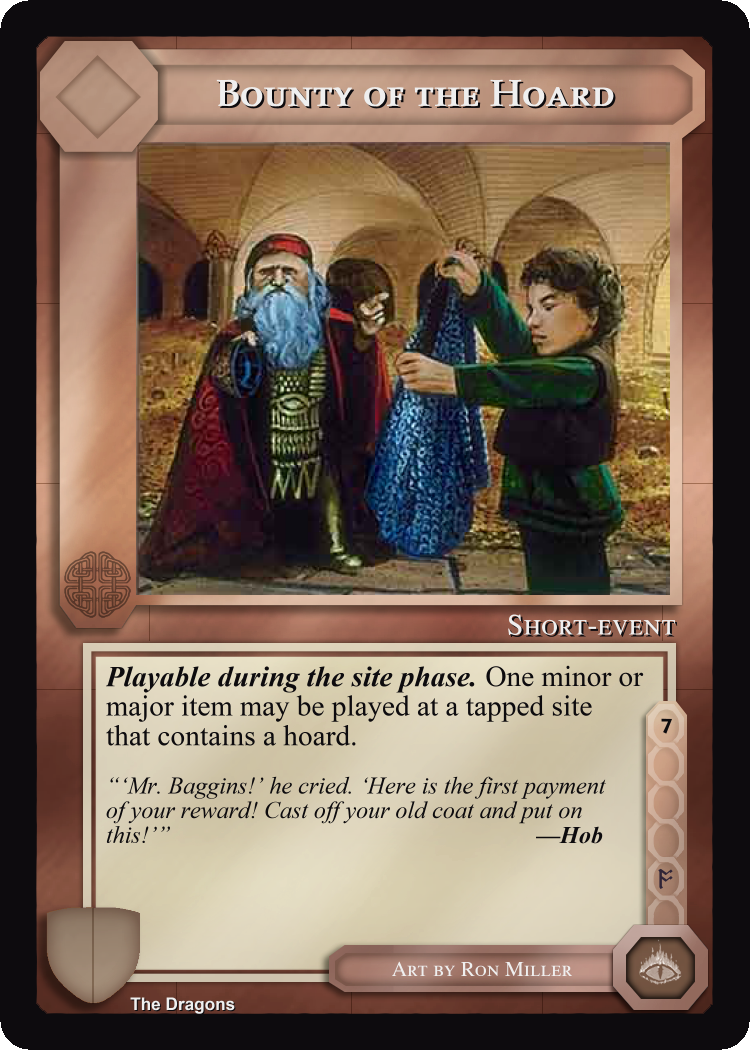 Bounty of the Hoard
Short-event
Playable during the site phase. One minor or
major item may be played at a tapped site
that contains a hoard.
7
“‘Mr. Baggins!’ he cried. ‘Here is the first payment
of your reward! Cast off your old coat and put on
this!’” —Hob
Art by Ron Miller
The Dragons